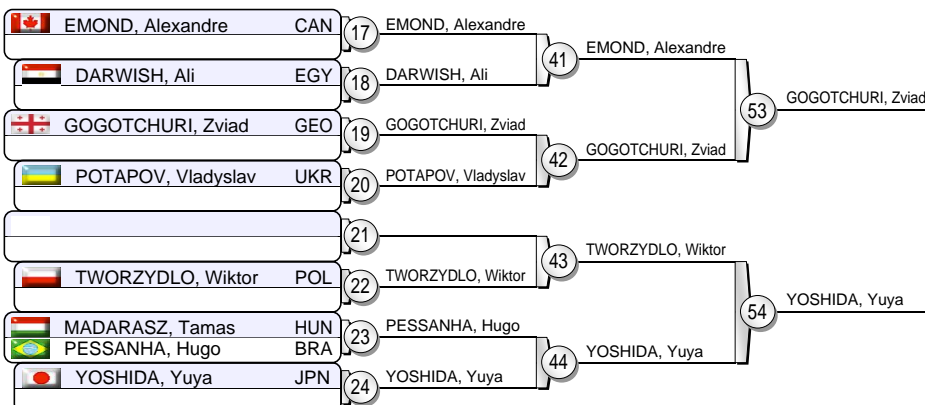 EMOND, Alexandre CAN 17 EMOND, Alexandre
41 EMOND, Alexandre
DARWISH, Ali EGY 18 DARWISH, Ali
53 GOGOTCHURI, Zviad
GOGOTCHURI, Zviad GEO 19 GOGOTCHURI, Zviad
42 GOGOTCHURI, Zviad
POTAPOV, Vladyslav UKR 20 POTAPOV, Vladyslav
21
43 TWORZYDLO, Wiktor
TWORZYDLO, Wiktor POL 22 TWORZYDLO, Wiktor
54 YOSHIDA, Yuya
MADARASZ, Tamas HUN 23 PESSANHA, Hugo
PESSANHA, Hugo BRA
44 YOSHIDA, Yuya
YOSHIDA, Yuya JPN 24 YOSHIDA, Yuya